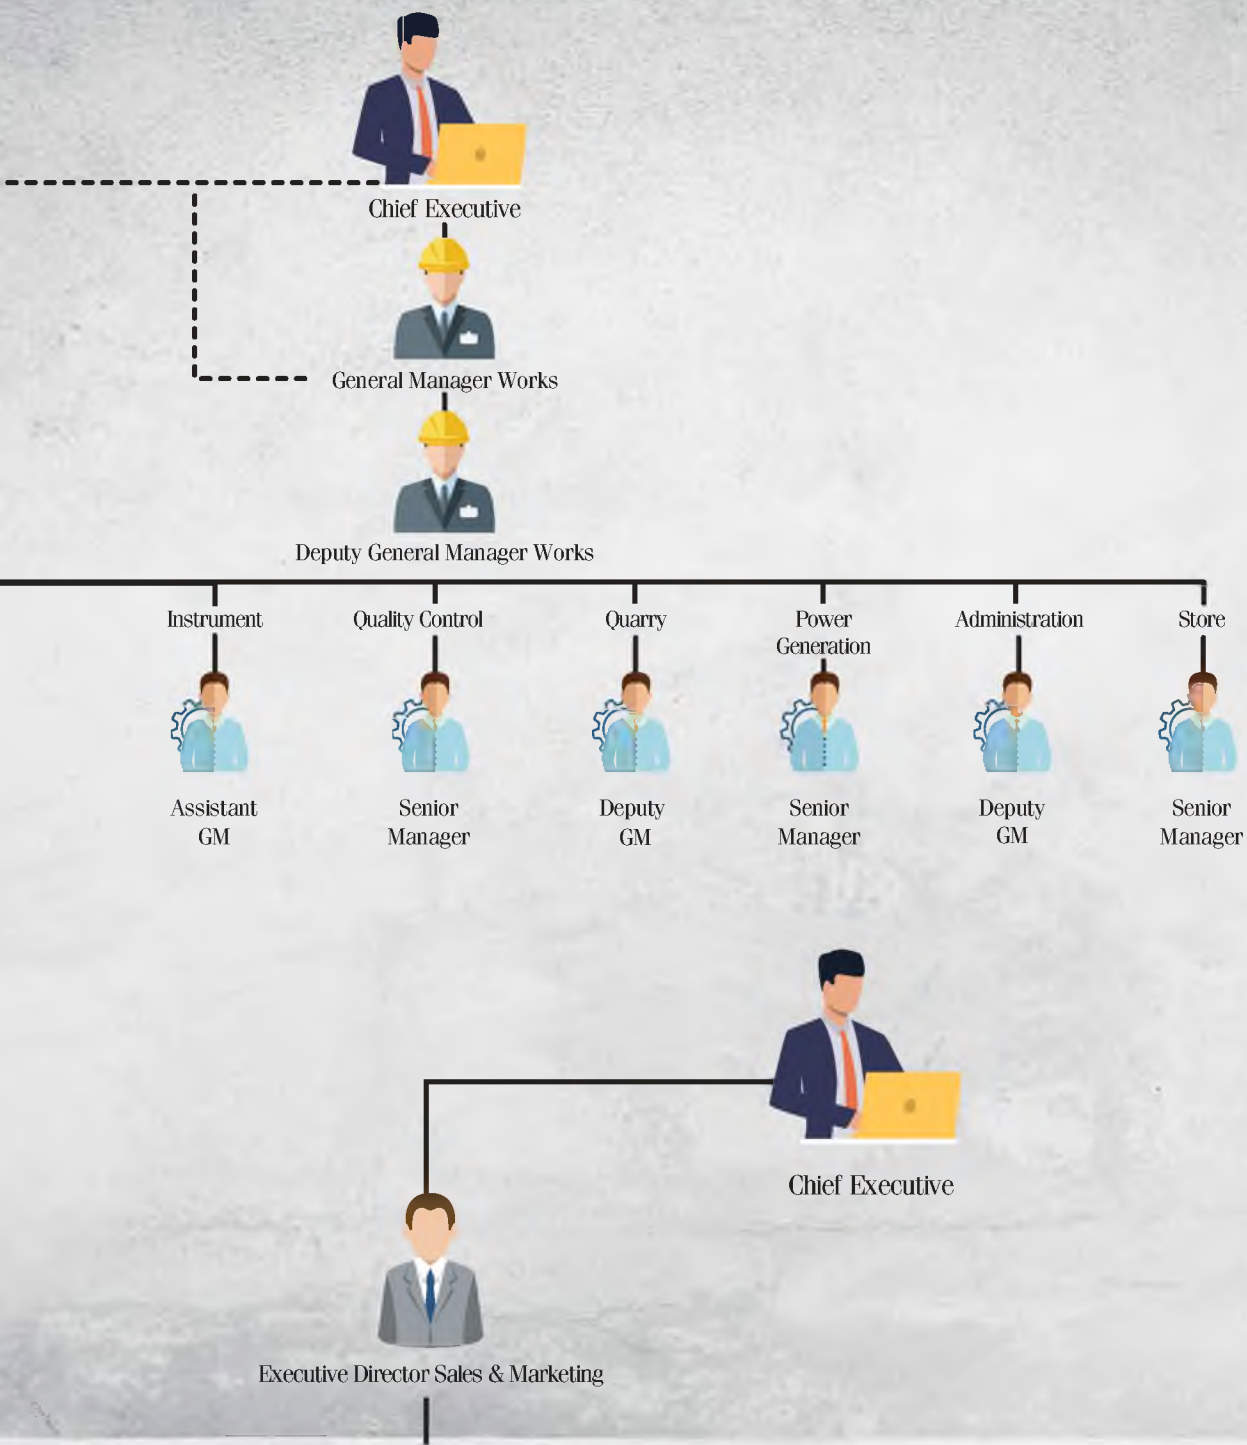 Chief Executive
General Manager Works
Deputy General Manager Works
Instrument
Quality Control
Quarry
Power
Generation
Administration
Store
Assistant
GM
Senior
Manager
Deputy
GM
Senior
Manager
Deputy
GM
Senior
Manager
Chief Executive
Executive Director Sales & Marketing